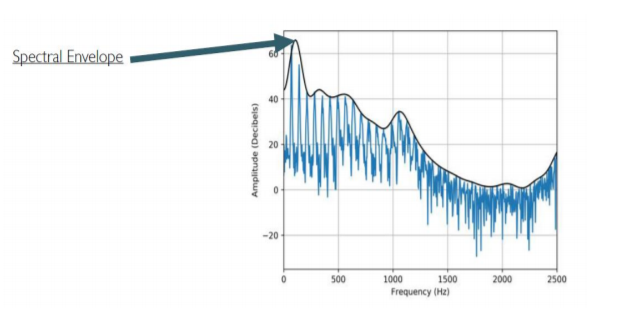 Spectral Envelope
Amplitude (Decibels)
60
40
20
0
−20
0 500 1000 1500 2000 2500
Frequency (Hz)